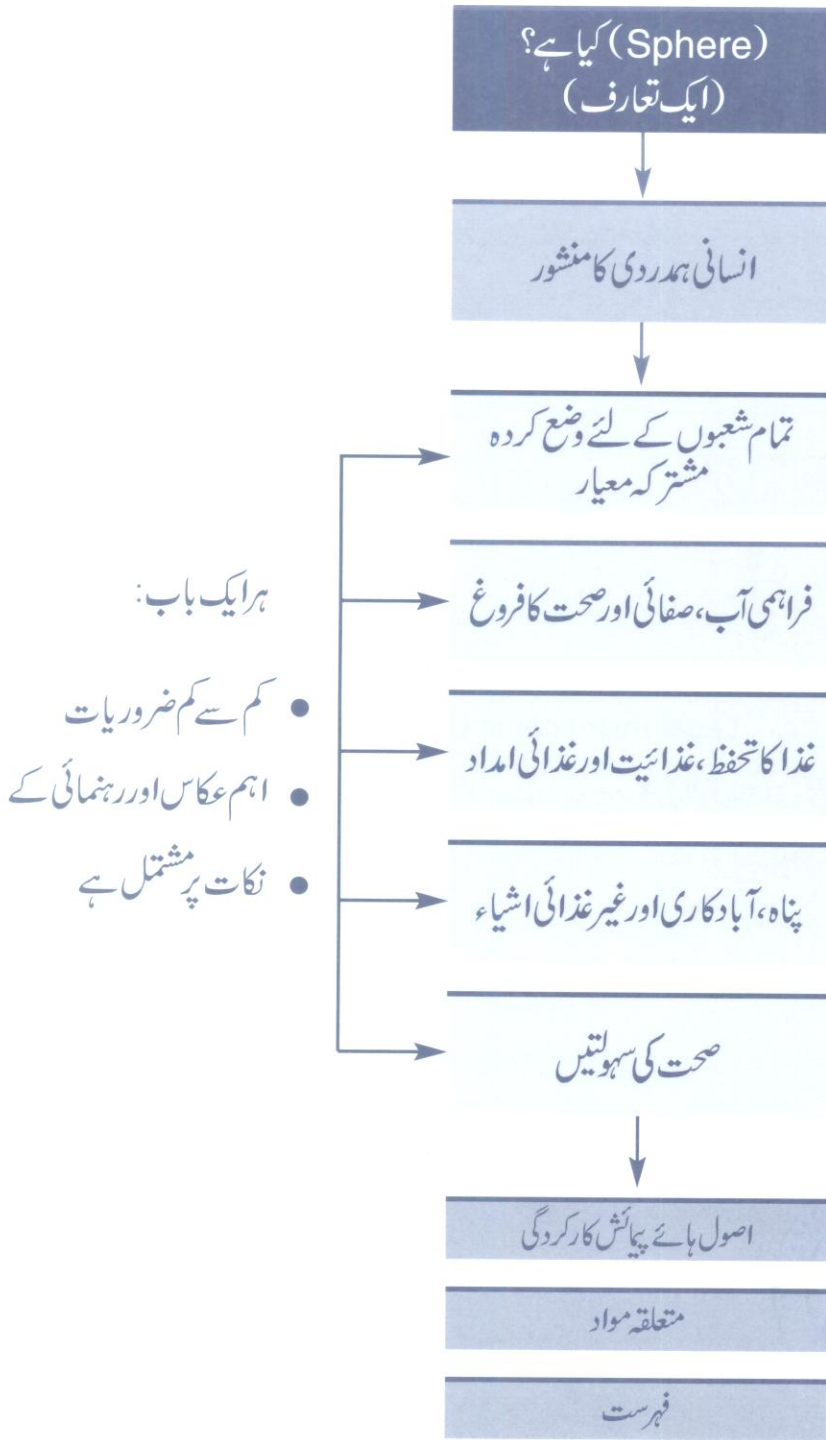 (Sphere) کیا ہے؟
(ایک تعارف)
انسانی ہمدردی کا منشور
تمام شعبوں کے لئے وضع کردہ
مشترکہ معیار
فراہمی آب، صفائی اور صحت کا فروغ
غذا کا تحفظ، غذائیت اور غذائی امداد
پناہ، آبادکاری اور غیر غذائی اشیاء
صحت کی سہولتیں
ہر ایک باب:
● کم سے کم ضروریات
● اہم عکاس اور رہنمائی کے
● نکات پر مشتمل ہے
اصول ہائے پیمائش کارکردگی
متعلقہ مواد
فہرست